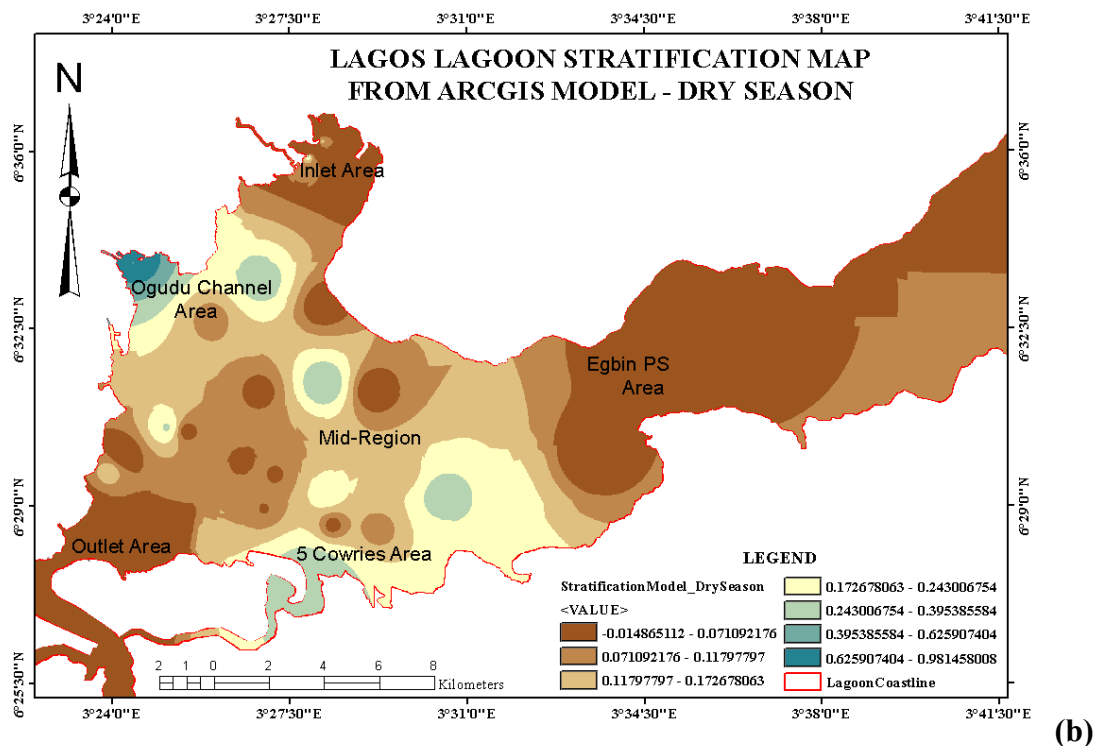 3°24'0"E 3°27'30"E 3°31'0"E 3°34'30"E 3°38'0"E 3°41'30"E
LAGOS LAGOON STRATIFICATION MAP
FROM ARCGIS MODEL - DRY SEASON
N
6°36'0"N
6°36'0"N
Inlet Area
Ogudu Channel
Area
6°32'30"N
6°32'30"N
Egbin PS
Area
Mid-Region
6°29'0"N
6°29'0"N
Outlet Area
5 Cowries Area
LEGEND
StratificationModel_DrySeason
<VALUE>
-0.014865112 - 0.071092176
0.071092176 - 0.11797797
0.11797797 - 0.172678063
0.172678063 - 0.243006754
0.243006754 - 0.395385584
0.395385584 - 0.625907404
0.625907404 - 0.981458008
LagoonCoastline
2 1 0 2 4 6 8
Kilometers
6°25'30"N
6°25'30"N
3°24'0"E 3°27'30"E 3°31'0"E 3°34'30"E 3°38'0"E 3°41'30"E
(b)